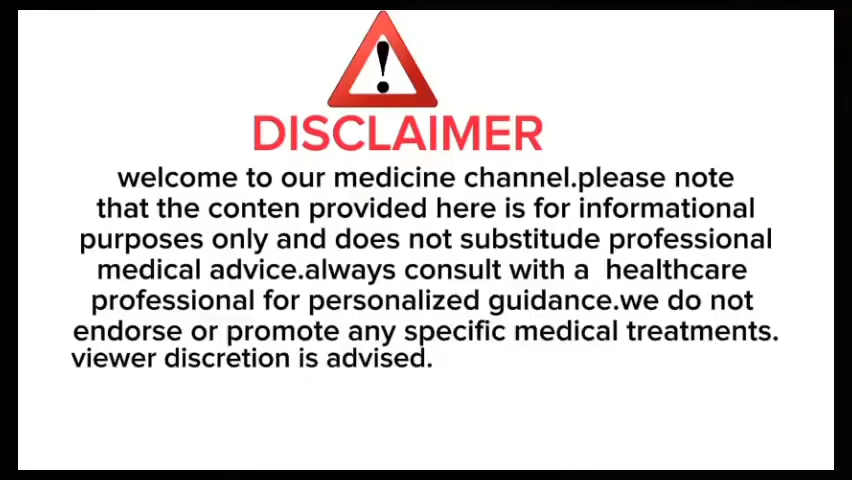 DISCLAIMER
welcome to our medicine channel.please note
that the conten provided here is for informational
purposes only and does not substitude professional
medical advice.always consult with a  healthcare
professional for personalized guidance.we do not
endorse or promote any specific medical treatments.
viewer discretion is advised.